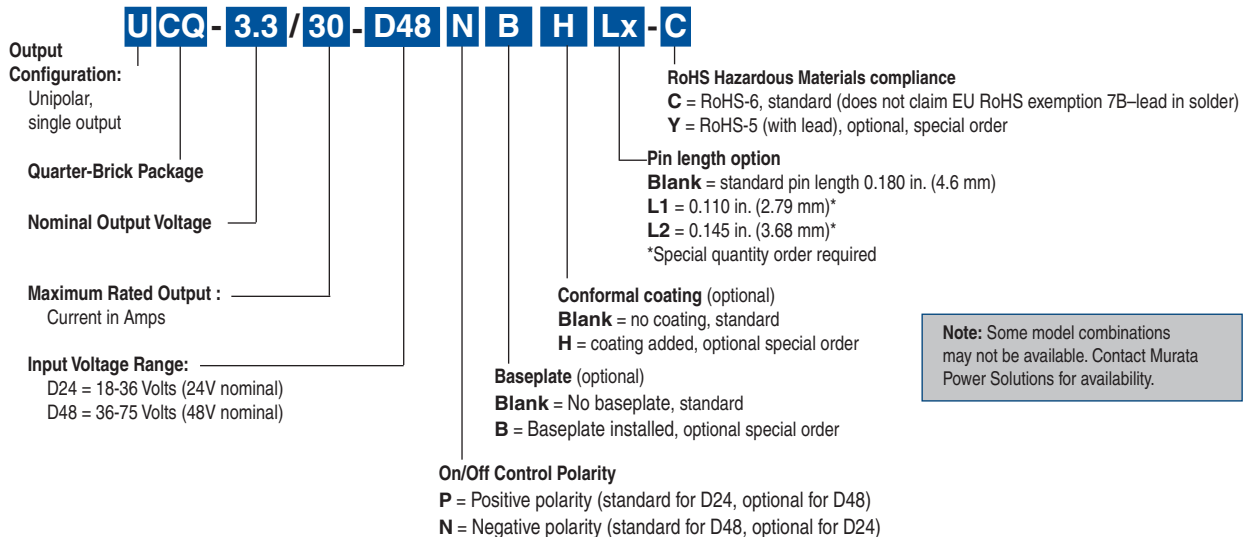 UCQ-3.3/30-D48NBHLx-C
Output
Configuration:
Unipolar,
single output
Quarter-Brick Package
Nominal Output Voltage
Maximum Rated Output :
Current in Amps
Input Voltage Range:
D24 = 18-36 Volts (24V nominal)
D48 = 36-75 Volts (48V nominal)
RoHS Hazardous Materials compliance
C = RoHS-6, standard (does not claim EU RoHS exemption 7B–lead in solder)
Y = RoHS-5 (with lead), optional, special order
Pin length option
Blank = standard pin length 0.180 in. (4.6 mm)
L1 = 0.110 in. (2.79 mm)*
L2 = 0.145 in. (3.68 mm)*
*Special quantity order required
Conformal coating (optional)
Blank = no coating, standard
H = coating added, optional special order
Baseplate (optional)
Blank = No baseplate, standard
B = Baseplate installed, optional special order
On/Off Control Polarity
P = Positive polarity (standard for D24, optional for D48)
N = Negative polarity (standard for D48, optional for D24)
Note: Some model combinations
may not be available. Contact Murata
Power Solutions for availability.